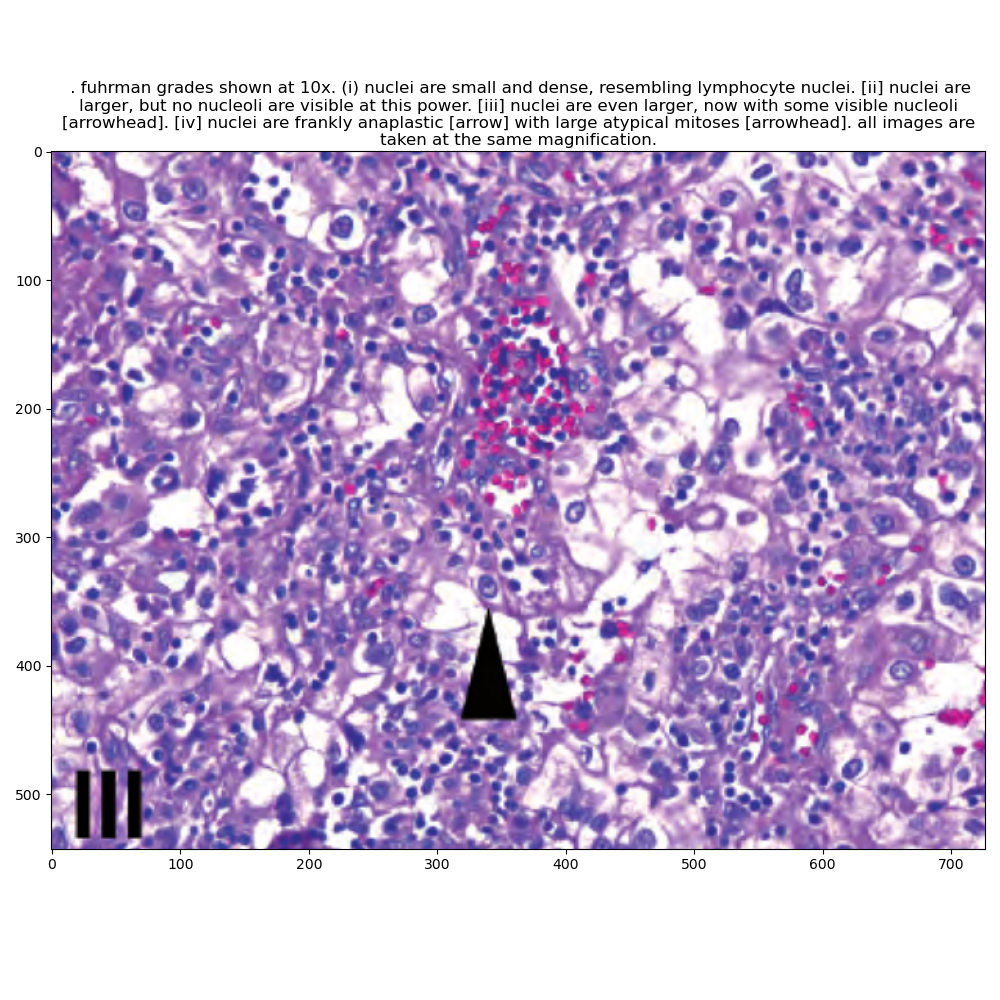 . fuhrman grades shown at 10x. (i) nuclei are small and dense, resembling lymphocyte nuclei. [ii] nuclei are
larger, but no nucleoli are visible at this power. [iii] nuclei are even larger, now with some visible nucleoli
[arrowhead]. [iv] nuclei are frankly anaplastic [arrow] with large atypical mitoses [arrowhead]. all images are
taken at the same magnification.
0
100
200
300
400
500
III
0 100 200 300 400 500 600 700